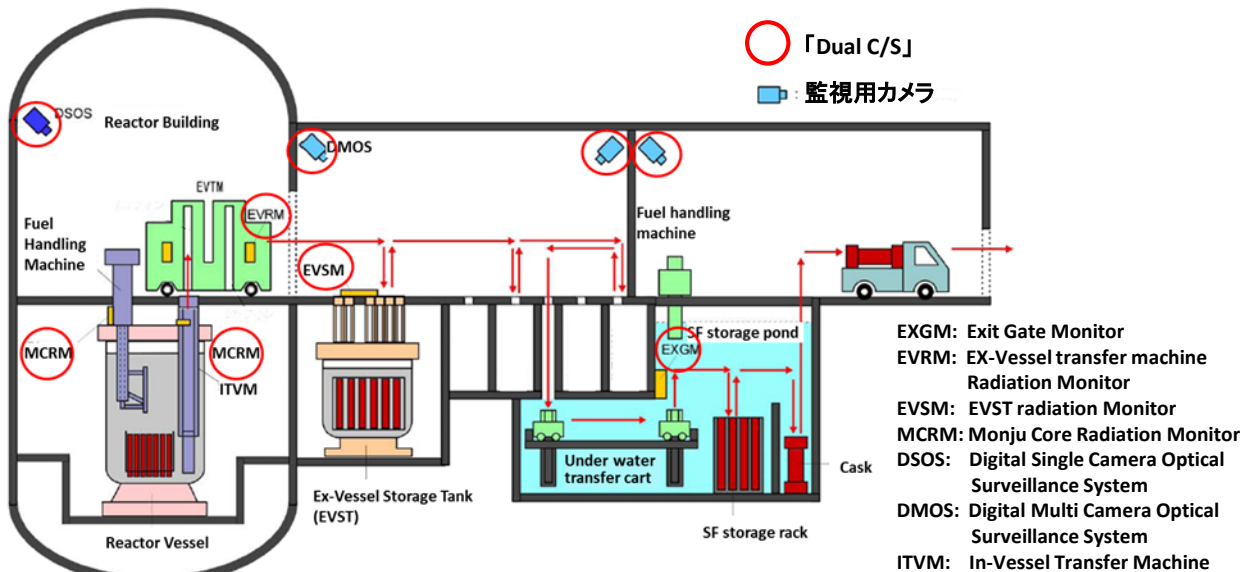 「Dual C/S」
: 監視用カメラ
DSOS
Reactor Building
DMOS
EVTM
EVRM
Fuel
Handling
Machine
Fuel handling
machine
EVSM
MCRM
MCRM
ITVM
SF storage pond
EXGM
Under water
transfer cart
Cask
Ex-Vessel Storage Tank
(EVST)
SF storage rack
Reactor Vessel
EXGM: Exit Gate Monitor
EVRM: EX-Vessel transfer machine
Radiation Monitor
EVSM: EVST radiation Monitor
MCRM: Monju Core Radiation Monitor
DSOS: Digital Single Camera Optical
Surveillance System
DMOS: Digital Multi Camera Optical
Surveillance System
ITVM: In-Vessel Transfer Machine